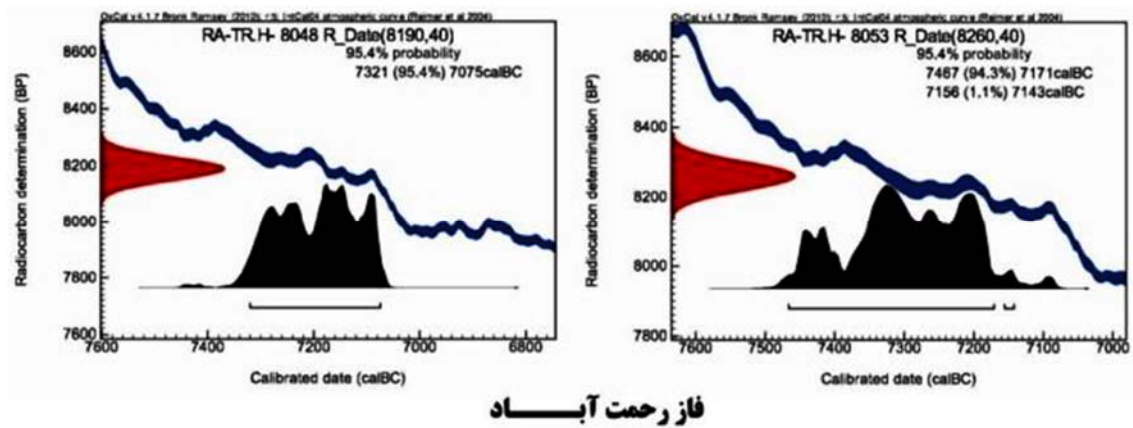 OxCal v4.1.7 Bronk Ramsey (2010); r:5; IntCal04 atmospheric curve (Reimer et al 2004)
RA-TR.H- 8048 R_Date(8190,40)
95.4% probability
7321 (95.4%) 7075calBC
Radiocarbon determination (BP)
8600
8400
8200
8000
7800
7600
7600 7400 7200 7000 6800
Calibrated date (calBC)
OxCal v4.1.7 Bronk Ramsey (2010); r:5; IntCal04 atmospheric curve (Reimer et al 2004)
RA-TR.H- 8053 R_Date(8260,40)
95.4% probability
7467 (94.3%) 7171calBC
7156 (1.1%) 7143calBC
Radiocarbon determination (BP)
8600
8400
8200
8000
7800
7600 7500 7400 7300 7200 7100 7000
Calibrated date (calBC)
فاز رحمت آبـــــــاد